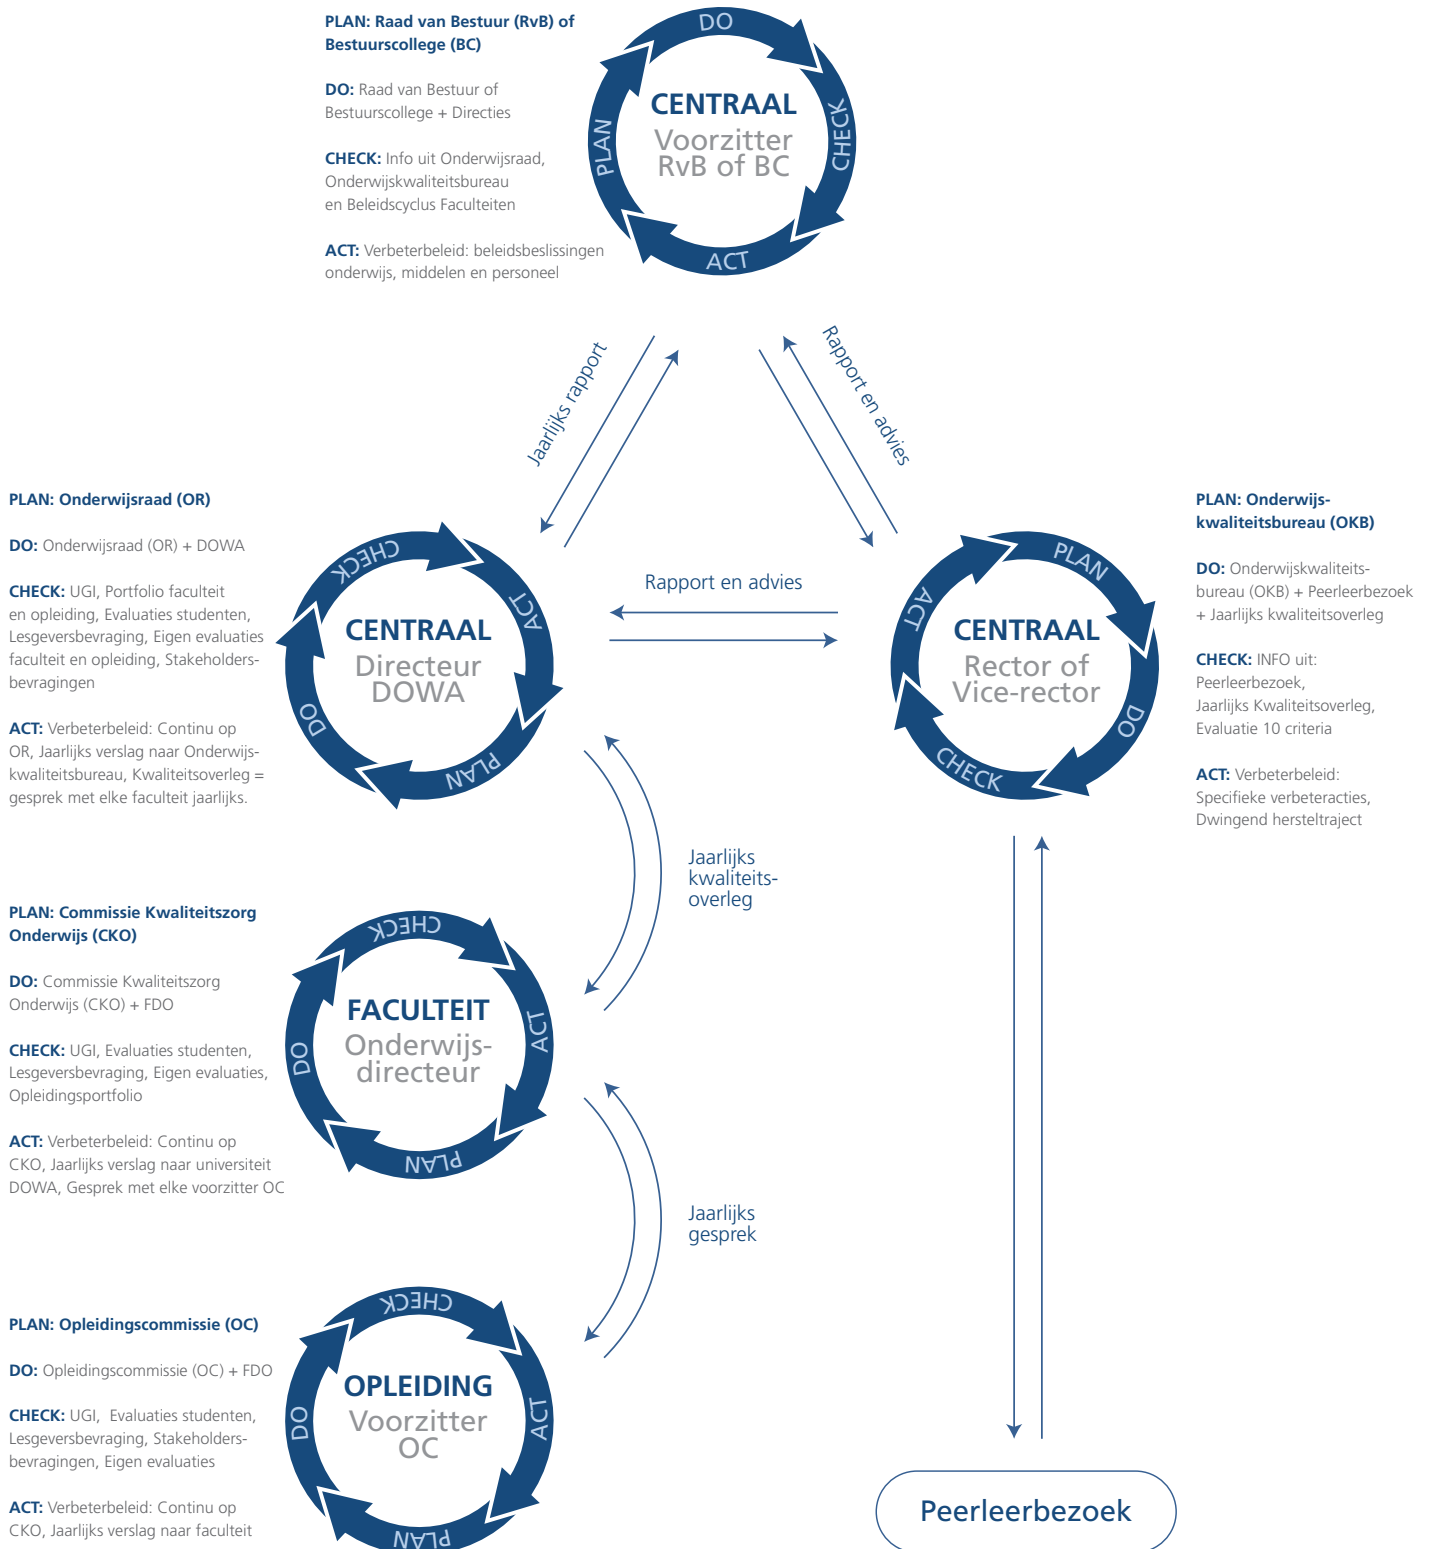 PLAN: Raad van Bestuur (RvB) of
Bestuurscollege (BC)
DO: Raad van Bestuur of
Bestuurscollege + Directies
CHECK: Info uit Onderwijsraad,
Onderwijskwaliteitsbureau
en Beleidscyclus Faculteiten
ACT: Verbeterbeleid: beleidsbeslissingen
onderwijs, middelen en personeel
DO
CHECK
ACT
PLAN
CENTRAAL
Voorzitter
RvB of BC
Jaarlijks rapport
Rapport en advies
PLAN: Onderwijsraad (OR)
DO: Onderwijsraad (OR) + DOWA
CHECK: UGI, Portfolio faculteit
en opleiding, Evaluaties studenten,
Lesgeversbevraging, Eigen evaluaties
faculteit en opleiding, Stakeholders-
bevragingen
ACT: Verbeterbeleid: Continu op
OR, Jaarlijks verslag naar Onderwijs-
kwaliteitsbureau, Kwaliteitsoverleg =
gesprek met elke faculteit jaarlijks.
CHECK
ACT
PLAN
DO
CENTRAAL
Directeur
DOWA
Rapport en advies
PLAN
DO
CHECK
ACT
CENTRAAL
Rector of
Vice-rector
PLAN: Onderwijs-
kwaliteitsbureau (OKB)
DO: Onderwijskwaliteits-
bureau (OKB) + Peerleerbezoek
+ Jaarlijks kwaliteitsoverleg
CHECK: INFO uit:
Peerleerbezoek,
Jaarlijks Kwaliteitsoverleg,
Evaluatie 10 criteria
ACT: Verbeterbeleid:
Specifieke verbeteracties,
Dwingend hersteltraject
Jaarlijks
kwaliteits-
overleg
PLAN: Commissie Kwaliteitszorg
Onderwijs (CKO)
DO: Commissie Kwaliteitszorg
Onderwijs (CKO) + FDO
CHECK: UGI, Evaluaties studenten,
Lesgeversbevraging, Eigen evaluaties,
Opleidingsportfolio
ACT: Verbeterbeleid: Continu op
CKO, Jaarlijks verslag naar universiteit
DOWA, Gesprek met elke voorzitter OC
CHECK
ACT
PLAN
DO
FACULTEIT
Onderwijs-
directeur
Jaarlijks
gesprek
PLAN: Opleidingscommissie (OC)
DO: Opleidingscommissie (OC) + FDO
CHECK: UGI, Evaluaties studenten,
Lesgeversbevraging, Stakeholders-
bevragingen, Eigen evaluaties
ACT: Verbeterbeleid: Continu op
CKO, Jaarlijks verslag naar faculteit
CHECK
ACT
PLAN
DO
OPLEIDING
Voorzitter
OC
Peerleerbezoek